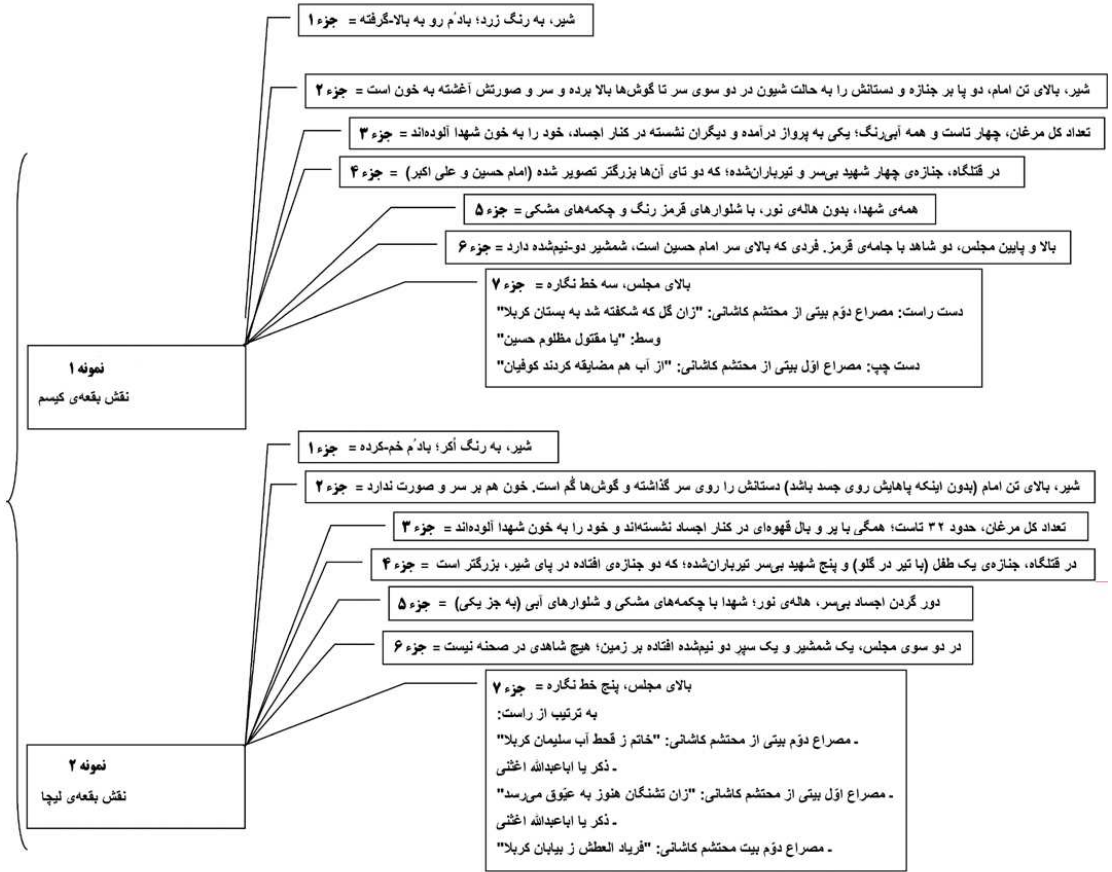 شیر، به رنگ زرد؛ با دُم رو به بالا-گرفته = جزء ۱
شیر، بالای تن امام، دو پا بر جنازه و دستانش را به حالت شیون در دو سوی سر تا گوش‌ها بالا برده و سر و صورتش آغشته به خون است = جزء ۲
تعداد کل مرغان، چهار تاست و همه آبی‌رنگ؛ یکی به پرواز درآمده و دیگران نشسته در کنار اجساد، خود را به خون شهدا آلوده‌اند = جزء ۳
در قتلگاه، جنازه‌ی چهار شهید بی‌سر و تیرباران‌شده؛ که دو تای آن‌ها بزرگتر تصویر شده (امام حسین و علی اکبر) = جزء ۴
همه‌ی شهدا، بدون هاله‌ی نور، با شلوارهای قرمز رنگ و چکمه‌های مشکی = جزء ۵
بالا و پایین مجلس، دو شاهد با جامه‌ی قرمز. فردی که بالای سر امام حسین است، شمشیر دو-نیم‌شده دارد = جزء ۶
بالای مجلس، سه خط نگاره = جزء ۷
دست راست: مصراع دوّم بیتی از محتشم کاشانی: "زان گل که شکفته شد به بستان کربلا"
وسط: "یا مقتول مظلوم حسین"
دست چپ: مصراع اوّل بیتی از محتشم کاشانی: "از آب هم مضایقه کردند کوفیان"
نمونه ۱
نقش بقعه‌ی کیسم
شیر، به رنگ اُکر؛ با دُم خم-کرده = جزء ۱
شیر، بالای تن امام (بدون اینکه پاهایش روی جسد باشد) دستانش را روی سر گذاشته و گوش‌ها گُم است. خون هم بر سر و صورت ندارد = جزء ۲
تعداد کل مرغان، حدود ۳۲ تاست؛ همگی با پر و بال قهوه‌ای در کنار اجساد نشسته‌اند و خود را به خون شهدا آلوده‌اند = جزء ۳
در قتلگاه، جنازه‌ی یک طفل (با تیر در گلو) و پنج شهید بی‌سر تیرباران‌شده؛ که دو جنازه‌ی افتاده در پای شیر، بزرگتر است = جزء ۴
دور گردن اجساد بی‌سر، هاله‌ی نور؛ شهدا با چکمه‌های مشکی و شلوارهای آبی (به جز یکی) = جزء ۵
در دو سوی مجلس، یک شمشیر و یک سپرِ دو نیم‌شده افتاده بر زمین؛ هیچ شاهدی در صحنه نیست = جزء ۶
بالای مجلس، پنج خط نگاره = جزء ۷
به ترتیب از راست:
ـ مصراع دوّم بیتی از محتشم کاشانی: "خاتم ز قحط آب سلیمان کربلا"
ـ ذکر یا اباعبدالله اغثنی
ـ مصراع اوّل بیتی از محتشم کاشانی: "زان تشنگان هنوز به عیّوق می‌رسد"
ـ ذکر یا اباعبدالله اغثنی
ـ مصراع دوّم بیت محتشم کاشانی: "فریاد العطش ز بیابان کربلا"
نمونه ۲
نقش بقعه‌ی لیچا